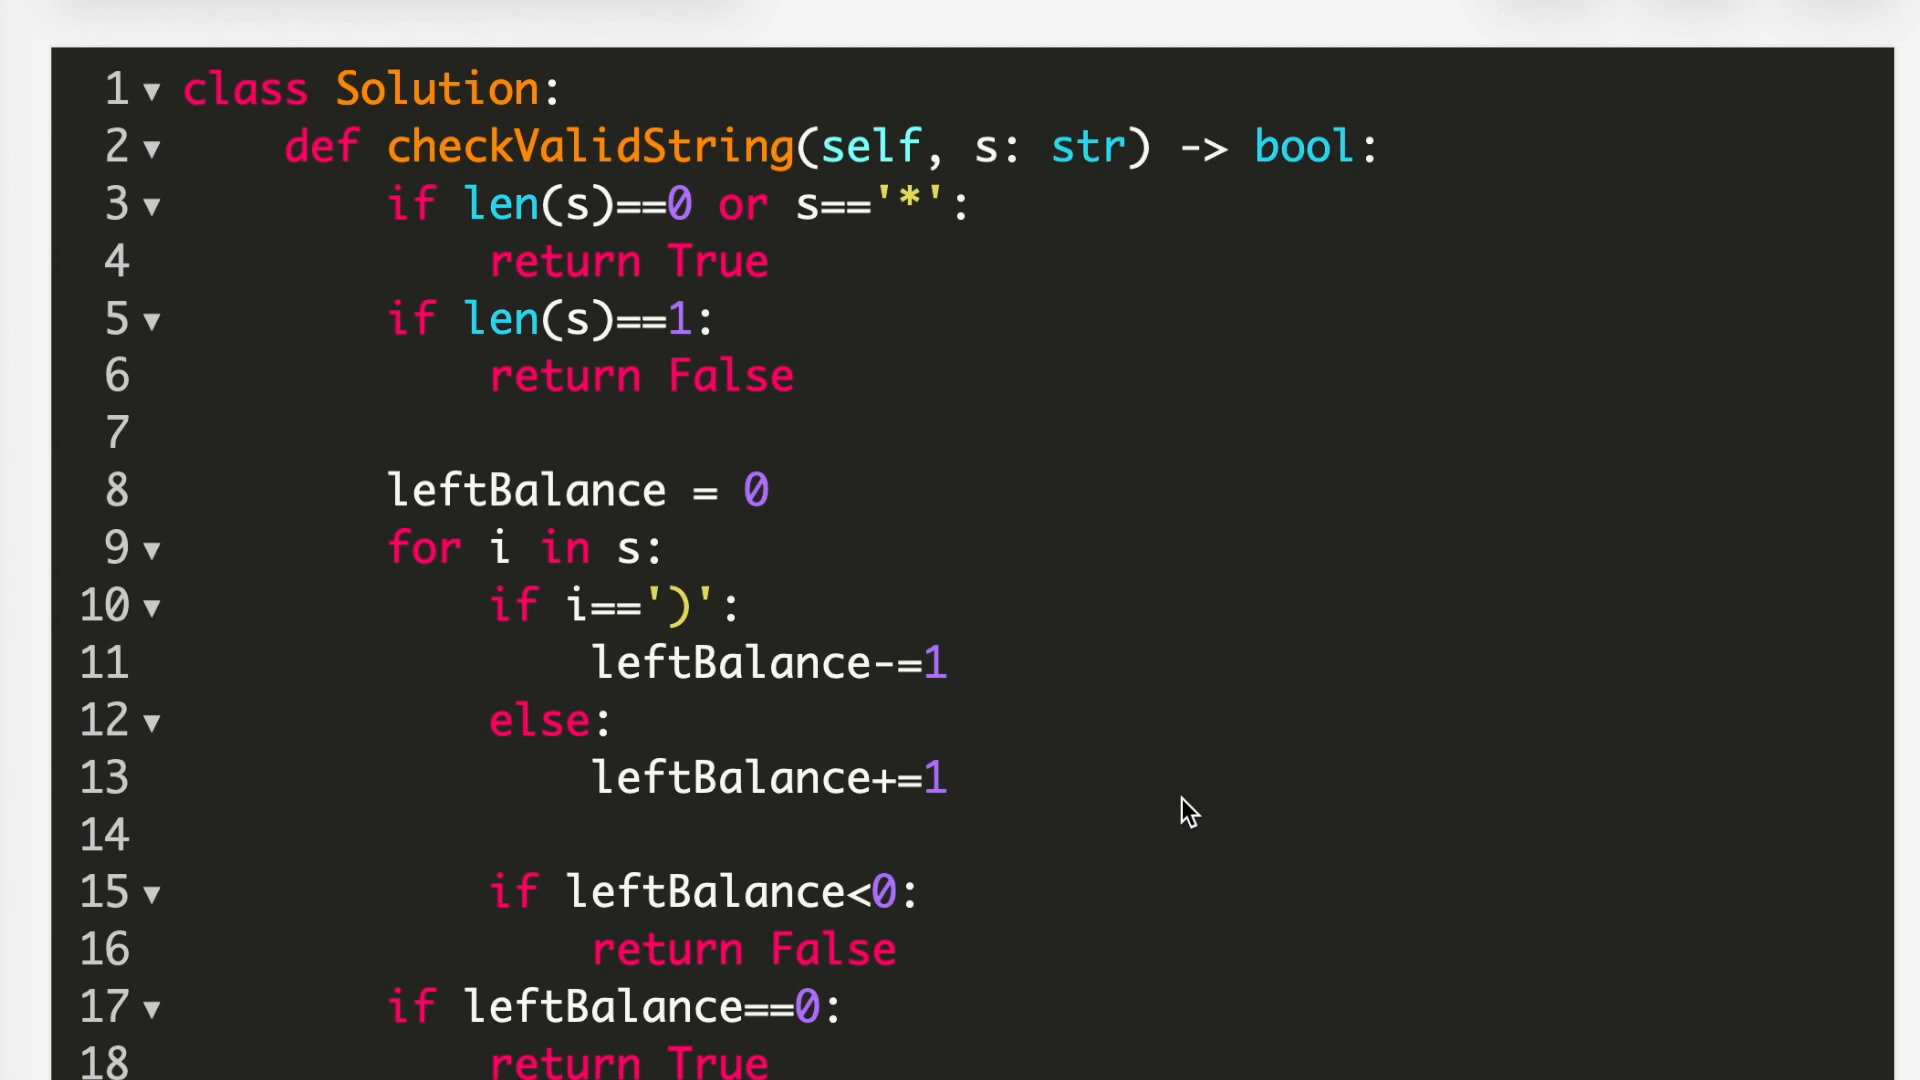 1 class Solution:
2 def checkValidString(self, s: str) -> bool:
3 if len(s)==0 or s=='*':
4 return True
5 if len(s)==1:
6 return False
7
8 leftBalance = 0
9 for i in s:
10 if i==')':
11 leftBalance-=1
12 else:
13 leftBalance+=1
14
15 if leftBalance<0:
16 return False
17 if leftBalance==0:
18 return True